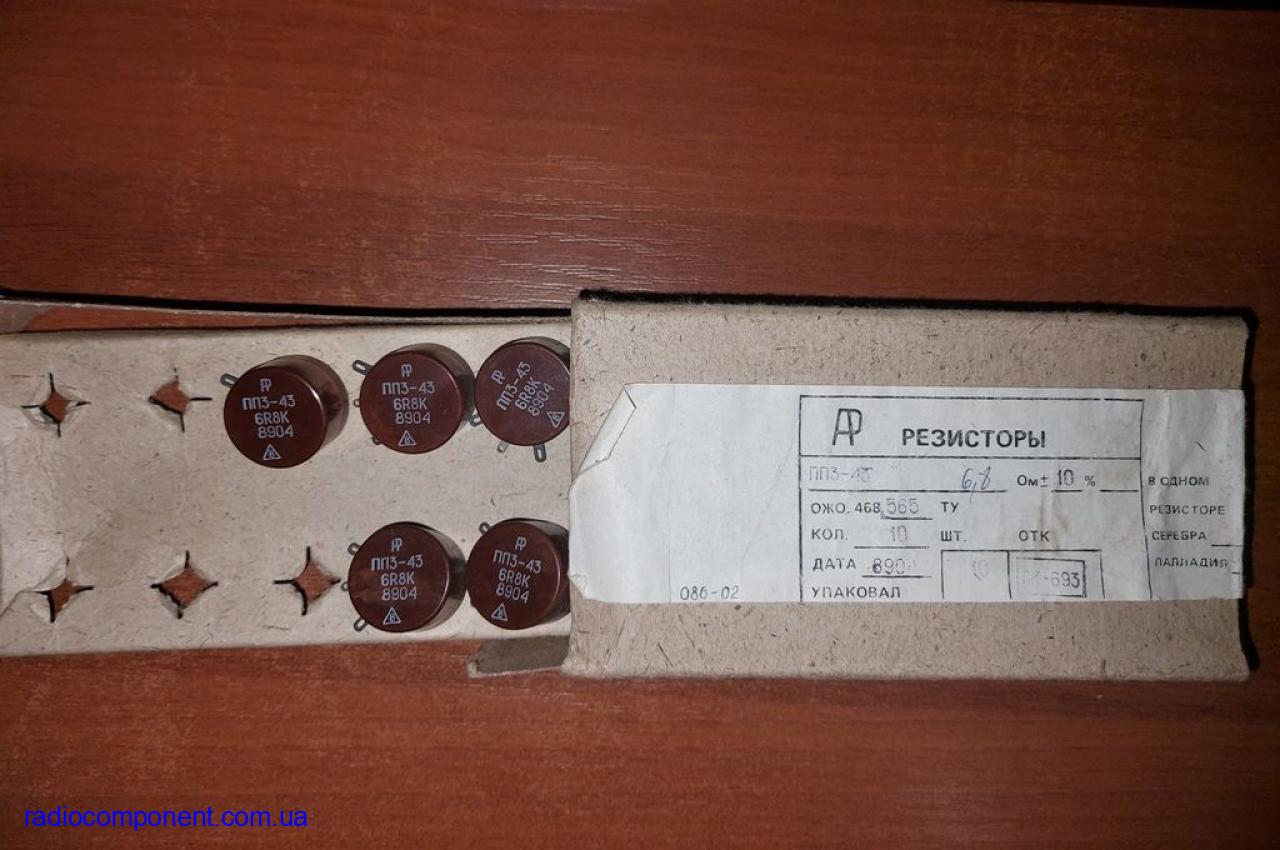 ПП3-43
6R8K
8904
ПП3-43
6R8K
8904
ПП3-43
6R8K
8904
ПП3-43
6R8K
8904
ПП3-43
6R8K
8904
РЕЗИСТОРЫ
ПП3-43 6,8 Ом± 10 %
ОЖО. 468.565 ТУ
КОЛ. 10 ШТ. ОТК
ДАТА 8904 10 693
УПАКОВАЛ
В ОДНОМ
РЕЗИСТОРЕ
СЕРЕБРА
ПАЛЛАДИЯ
086-02
radiocomponent.com.ua